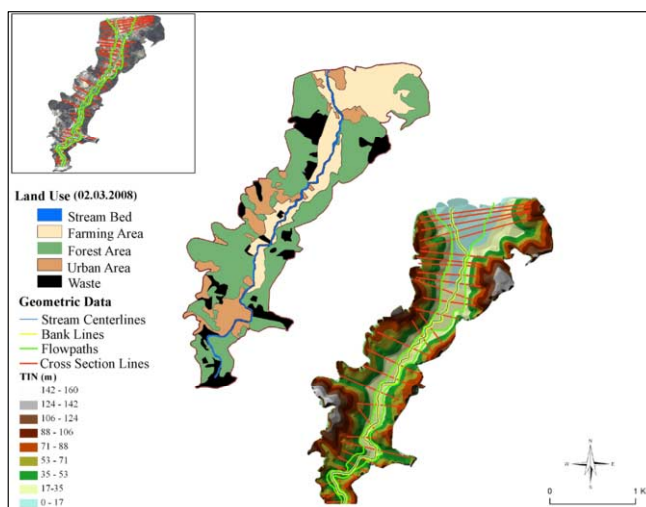 Land Use (02.03.2008)
Stream Bed
Farming Area
Forest Area
Urban Area
Waste
Geometric Data
Stream Centerlines
Bank Lines
Flowpaths
Cross Section Lines
TIN (m)
142 - 160
124 - 142
106 - 124
88 - 106
71 - 88
53 - 71
35 - 53
17-35
0 - 17
N
W
E
S
0
1 K